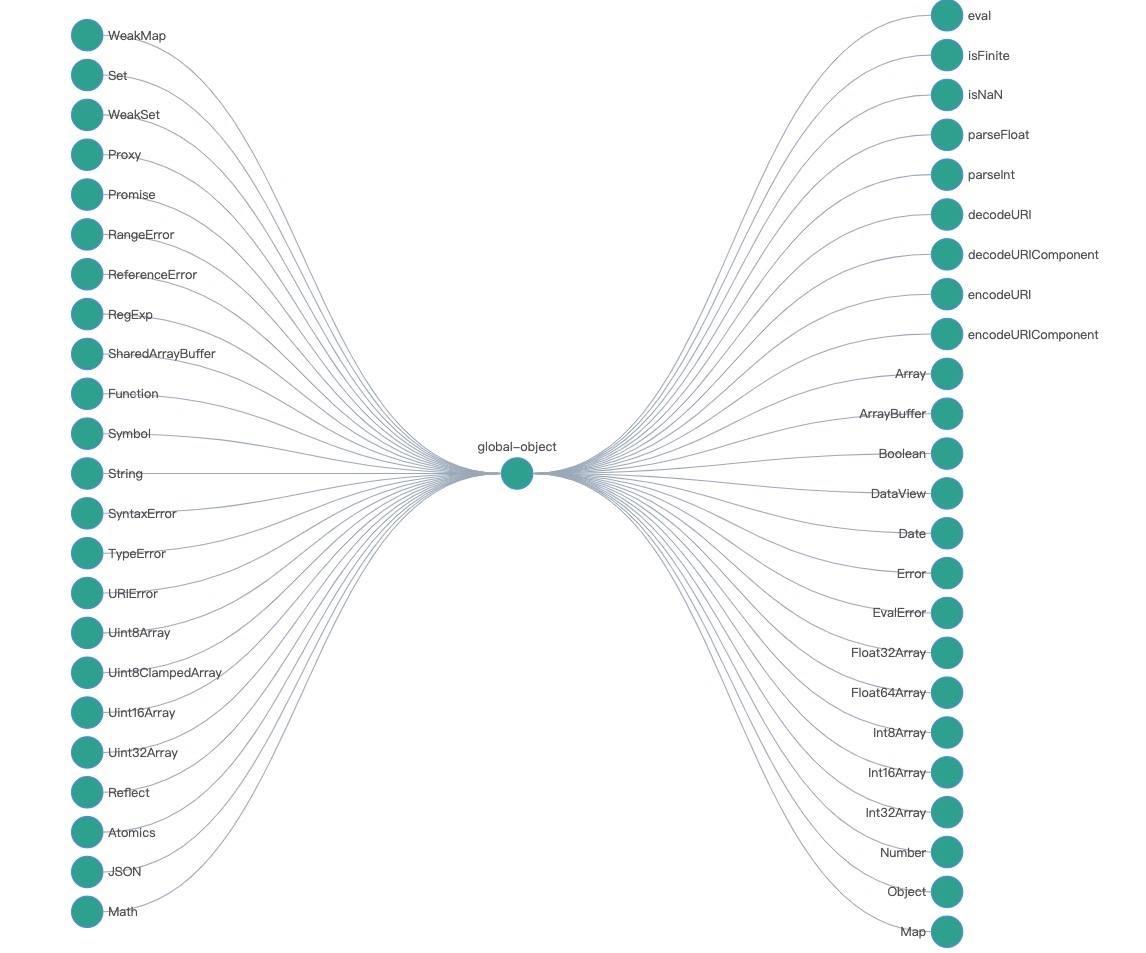 WeakMap
Set
WeakSet
Proxy
Promise
RangeError
ReferenceError
RegExp
SharedArrayBuffer
Function
Symbol
String
SyntaxError
TypeError
URIError
Uint8Array
Uint8ClampedArray
Uint16Array
Uint32Array
Reflect
Atomics
JSON
Math
global-object
eval
isFinite
isNaN
parseFloat
parseInt
decodeURI
decodeURIComponent
encodeURI
encodeURIComponent
Array
ArrayBuffer
Boolean
DataView
Date
Error
EvalError
Float32Array
Float64Array
Int8Array
Int16Array
Int32Array
Number
Object
Map